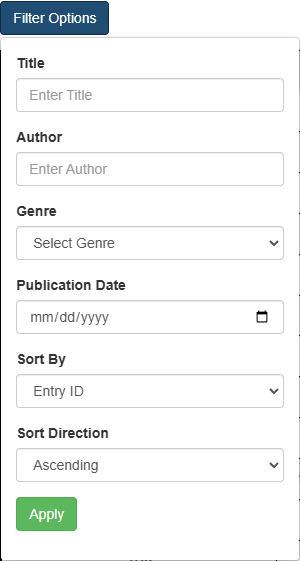 Filter Options
Title
Enter Title
Author
Enter Author
Genre
Select Genre
Publication Date
mm/dd/yyyy
Sort By
Entry ID
Sort Direction
Ascending
Apply